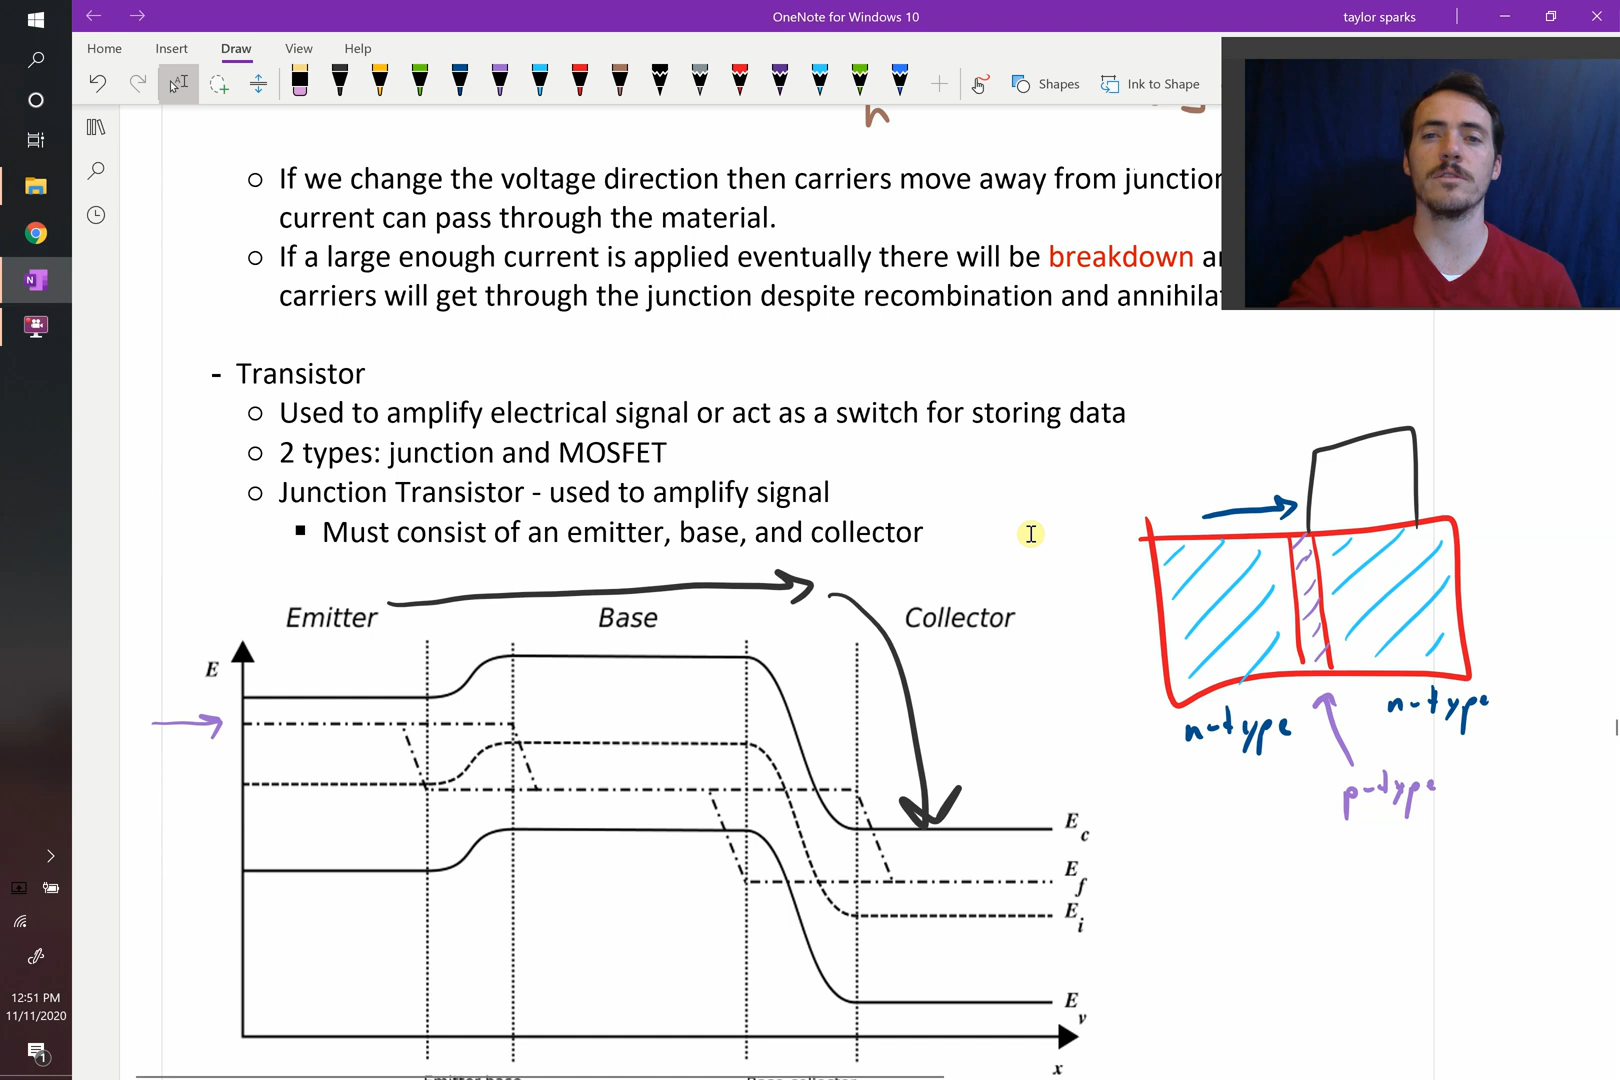 OneNote for Windows 10
taylor sparks
Home Insert Draw View Help
Shapes
Ink to Shape
h
If we change the voltage direction then carriers move away from junction
current can pass through the material.
If a large enough current is applied eventually there will be breakdown
carriers will get through the junction despite recombination and
- Transistor
Used to amplify electrical signal or act as a switch for storing data
2 types: junction and MOSFET
Junction Transistor - used to amplify signal
Must consist of an emitter, base, and collector
Emitter Base Collector
E
n-type
n-type
p-type
E c
E f
E i
E v
x
12:51 PM
11/11/2020
1